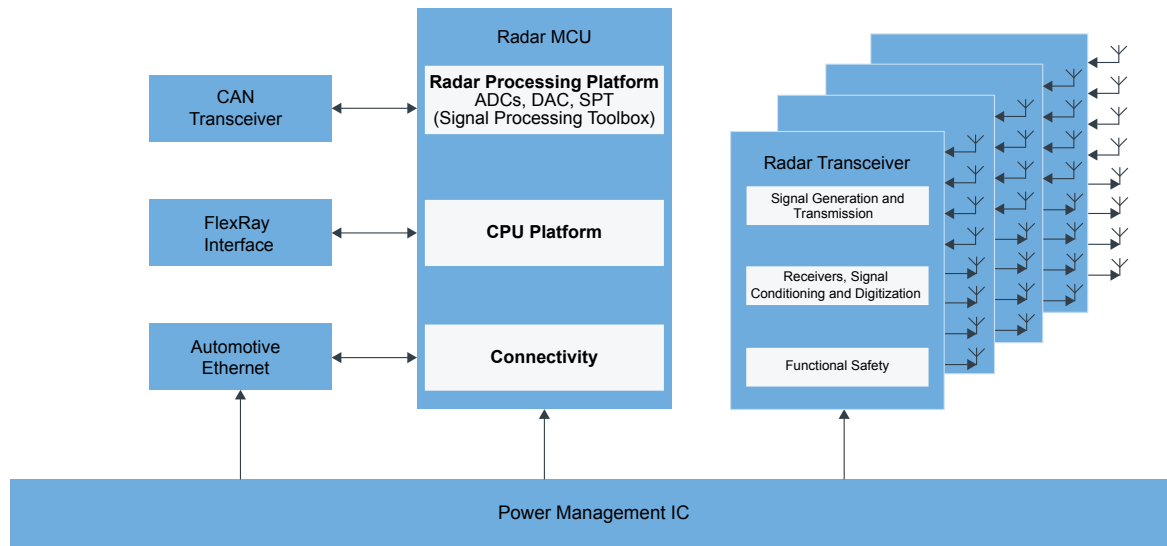 Radar MCU
Radar Processing Platform
ADCs, DAC, SPT
(Signal Processing Toolbox)
CAN
Transceiver
FlexRay
Interface
CPU Platform
Automotive
Ethernet
Connectivity
Radar Transceiver
Signal Generation and
Transmission
Receivers, Signal
Conditioning and Digitization
Functional Safety
Power Management IC